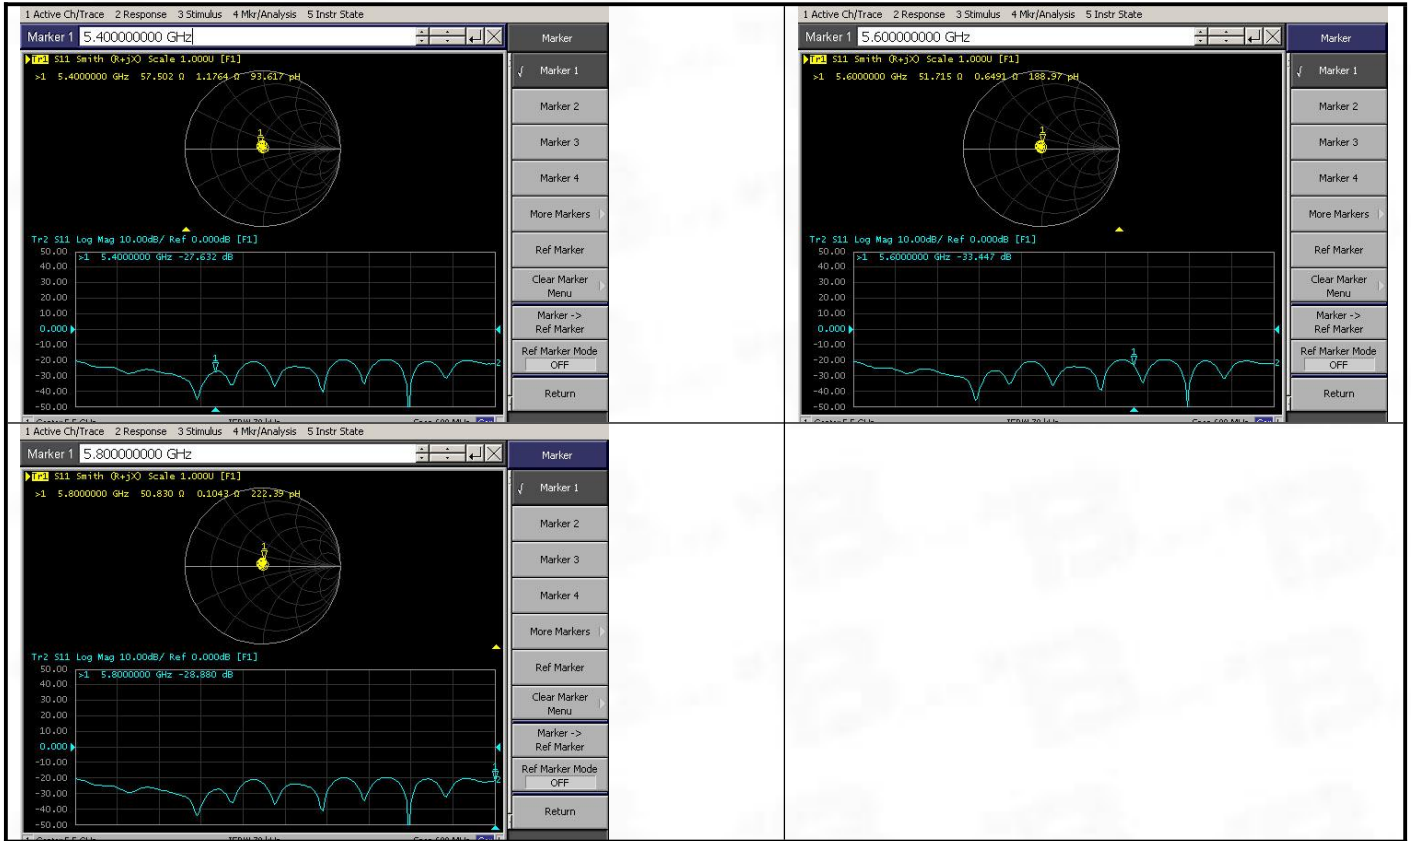 1 Active Ch/Trace 2 Response 3 Stimulus 4 Mkr/Analysis 5 Instr State
Marker 1 5.400000000 GHz
Tr1 S11 Smith (R+jX) Scale 1.000U [F1]
>1 5.4000000 GHz 57.502 Ω 1.1764 Ω 93.617 pH
1
Tr2 S11 Log Mag 10.00dB/ Ref 0.000dB [F1]
>1 5.4000000 GHz -27.632 dB
50.00
40.00
30.00
20.00
10.00
0.000
-10.00
-20.00
-30.00
-40.00
-50.00
1
2
Marker
√ Marker 1
Marker 2
Marker 3
Marker 4
More Markers
Ref Marker
Clear Marker
Menu
Marker ->
Ref Marker
Ref Marker Mode
OFF
Return
1 Active Ch/Trace 2 Response 3 Stimulus 4 Mkr/Analysis 5 Instr State
Marker 1 5.600000000 GHz
Tr1 S11 Smith (R+jX) Scale 1.000U [F1]
>1 5.6000000 GHz 51.715 Ω 0.6491 Ω 188.97 pH
1
Tr2 S11 Log Mag 10.00dB/ Ref 0.000dB [F1]
>1 5.6000000 GHz -33.447 dB
50.00
40.00
30.00
20.00
10.00
0.000
-10.00
-20.00
-30.00
-40.00
-50.00
1
2
Marker
√ Marker 1
Marker 2
Marker 3
Marker 4
More Markers
Ref Marker
Clear Marker
Menu
Marker ->
Ref Marker
Ref Marker Mode
OFF
Return
1 Active Ch/Trace 2 Response 3 Stimulus 4 Mkr/Analysis 5 Instr State
Marker 1 5.800000000 GHz
Tr1 S11 Smith (R+jX) Scale 1.000U [F1]
>1 5.8000000 GHz 50.830 Ω 0.1043 Ω 222.39 pH
1
Tr2 S11 Log Mag 10.00dB/ Ref 0.000dB [F1]
>1 5.8000000 GHz -28.880 dB
50.00
40.00
30.00
20.00
10.00
0.000
-10.00
-20.00
-30.00
-40.00
-50.00
1
2
Marker
√ Marker 1
Marker 2
Marker 3
Marker 4
More Markers
Ref Marker
Clear Marker
Menu
Marker ->
Ref Marker
Ref Marker Mode
OFF
Return